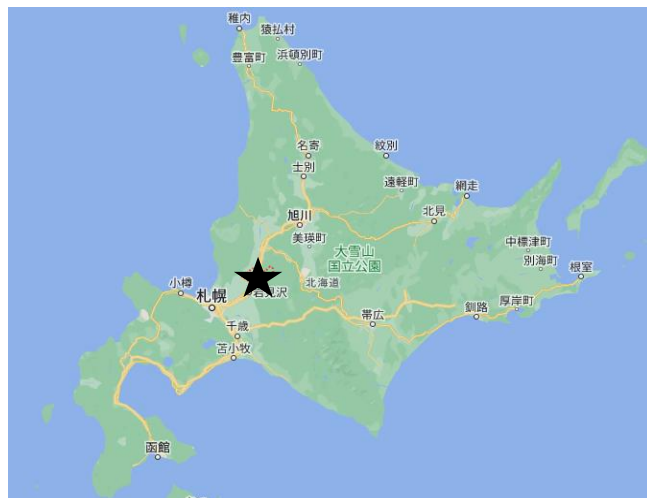 稚内
猿払村
豊富町
浜頓別町
名寄
紋別
士別
遠軽町
網走
旭川
北見
美瑛町
大雪山
国立公園
中標津町
別海町
根室
北海道
小樽
札幌
岩見沢
厚岸町
釧路
帯広
千歳
苫小牧
函館